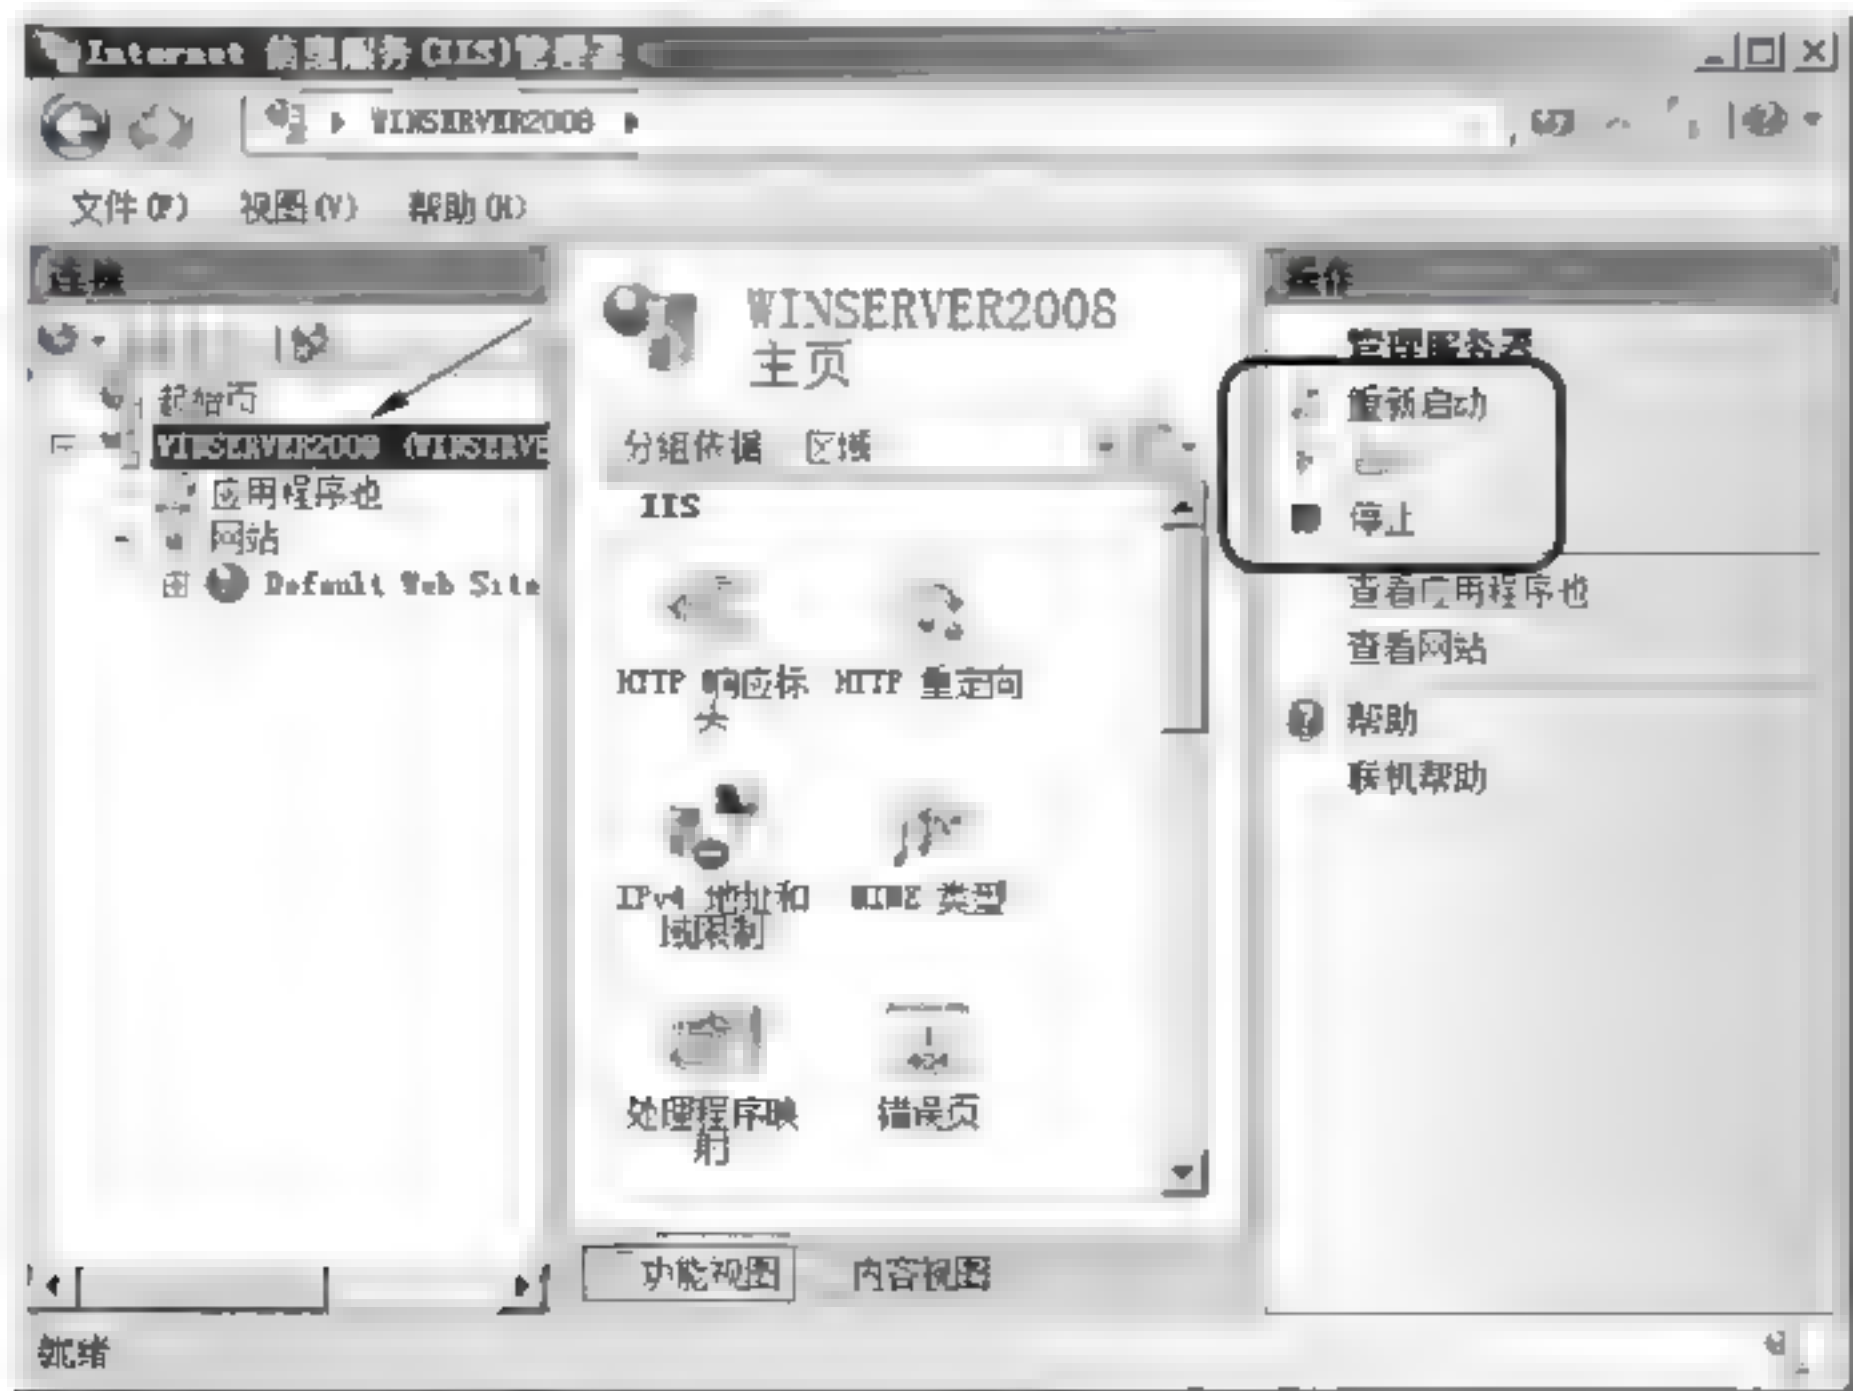 Internet 信息服务(IIS)管理器
WINSERVER2008
文件(F) 视图(V) 帮助(H)
连接
起始页
WINSERVER2008 (WINSERVE
应用程序池
网站
Default Web Site
WINSERVER2008
主页
分组依据 区域
IIS
HTTP 响应标
头
HTTP 重定向
IPv4 地址和
域限制
MIME 类型
处理程序映
射
404
错误页
功能视图 内容视图
操作
管理服务器
重新启动
停止
查看应用程序池
查看网站
帮助
联机帮助
就绪